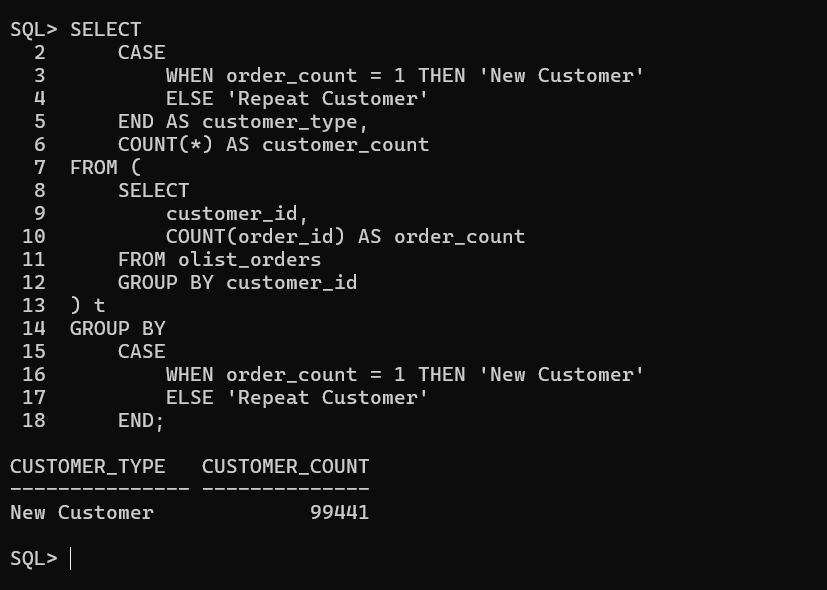 SQL> SELECT
  2      CASE
  3          WHEN order_count = 1 THEN 'New Customer'
  4          ELSE 'Repeat Customer'
  5      END AS customer_type,
  6      COUNT(*) AS customer_count
  7  FROM (
  8      SELECT
  9          customer_id,
 10          COUNT(order_id) AS order_count
 11      FROM olist_orders
 12      GROUP BY customer_id
 13  ) t
 14  GROUP BY
 15      CASE
 16          WHEN order_count = 1 THEN 'New Customer'
 17          ELSE 'Repeat Customer'
 18      END;

CUSTOMER_TYPE   CUSTOMER_COUNT
--------------- --------------
New Customer             99441

SQL>